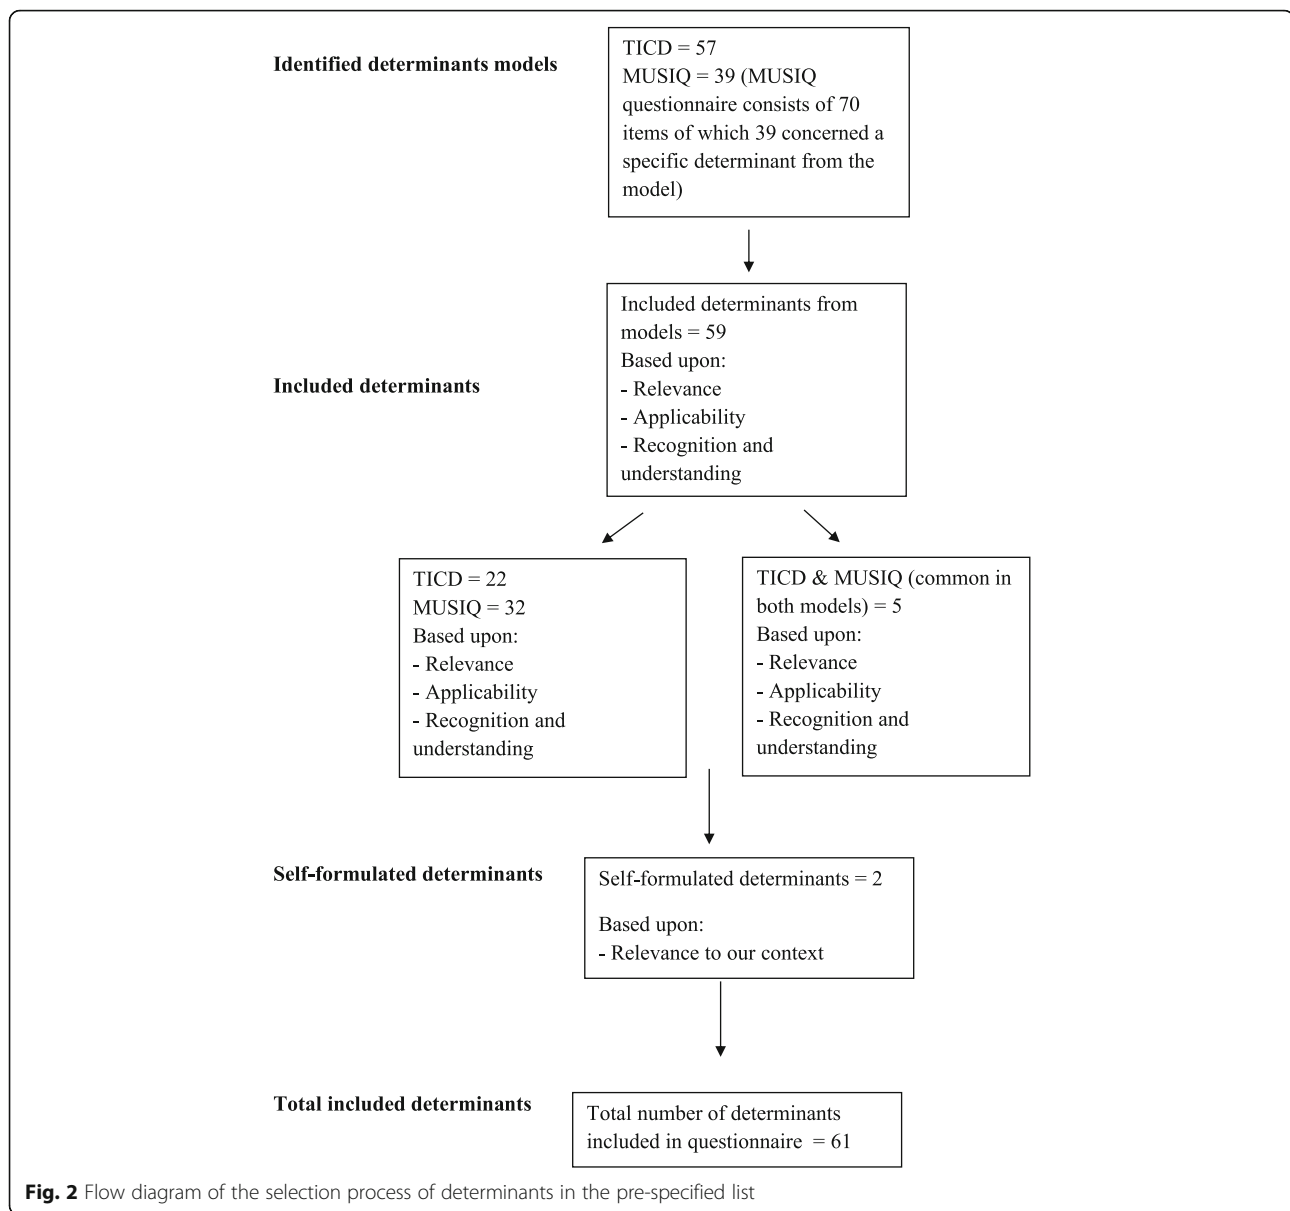 Identified determinants models
TICD = 57
MUSIQ = 39 (MUSIQ
questionnaire consists of 70
items of which 39 concerned a
specific determinant from the
model)
Included determinants
Included determinants from
models = 59
Based upon:
- Relevance
- Applicability
- Recognition and
understanding
TICD = 22
MUSIQ = 32
Based upon:
- Relevance
- Applicability
- Recognition and
understanding
TICD & MUSIQ (common in
both models) = 5
Based upon:
- Relevance
- Applicability
- Recognition and
understanding
Self-formulated determinants
Self-formulated determinants = 2
Based upon:
- Relevance to our context
Total included determinants
Total number of determinants
included in questionnaire = 61
Fig. 2 Flow diagram of the selection process of determinants in the pre-specified list